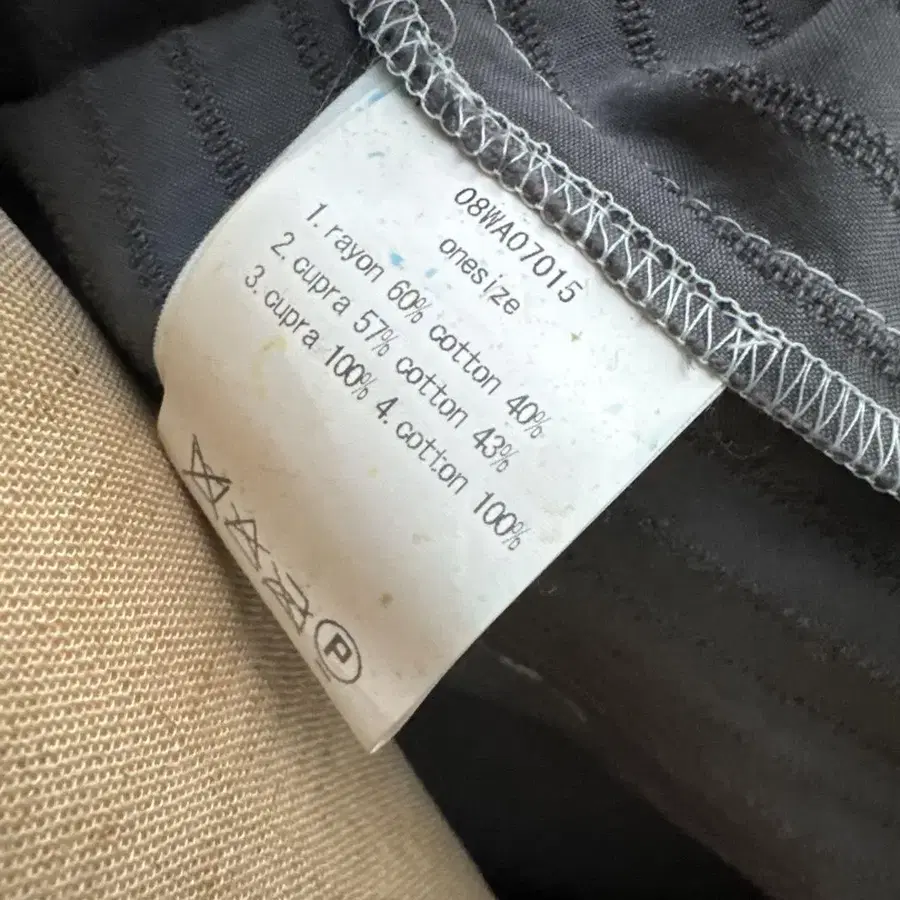 08WA07015
onesize
1. rayon 60% cotton 40%
2. cupra 57% cotton 43%
3. cupra 100% 4. cotton 100%
P